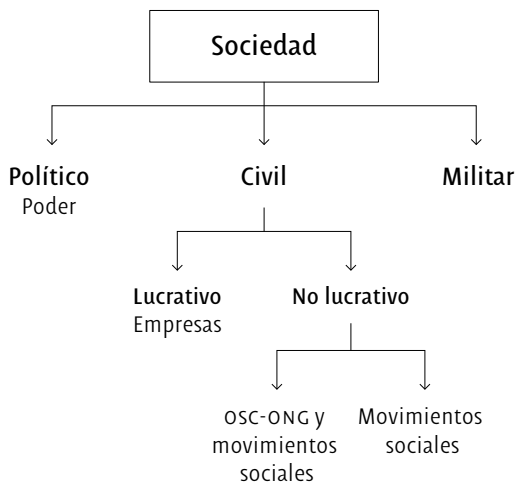 Sociedad
Político
Poder
Civil
Militar
Lucrativo
Empresas
No lucrativo
OSC-ONG y
movimientos
sociales
Movimientos
sociales